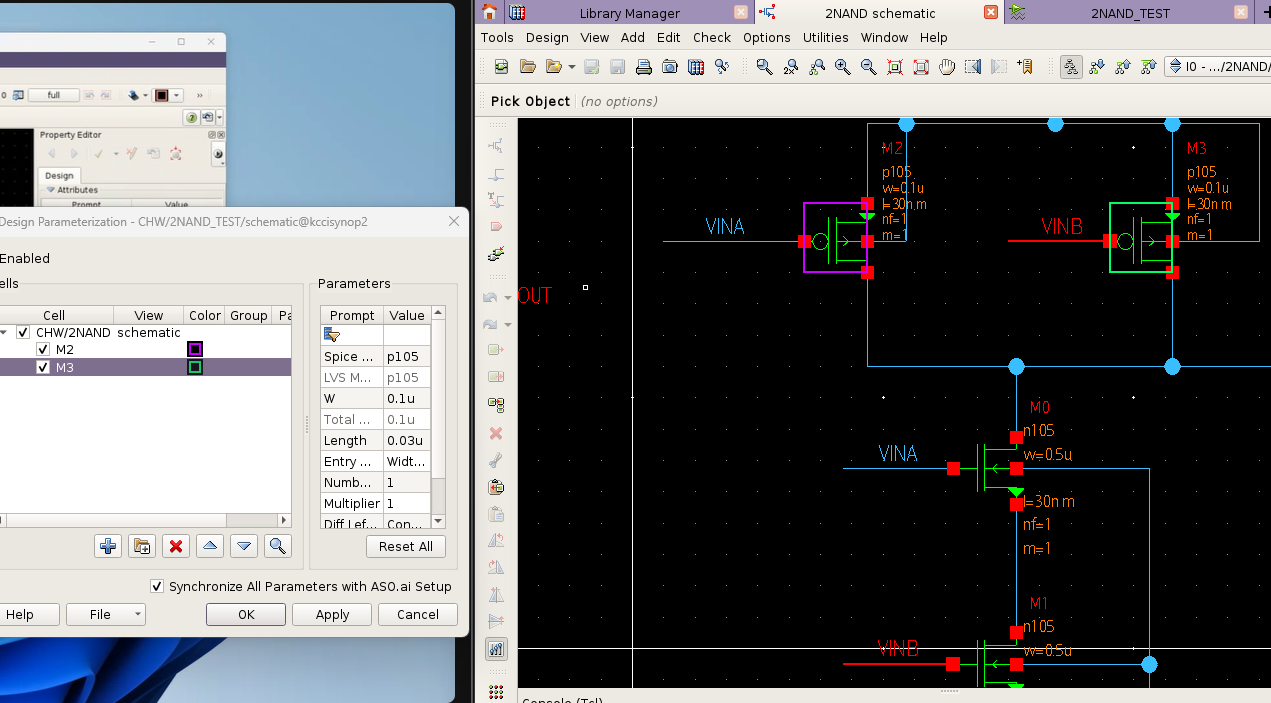 Library Manager
2NAND schematic
2NAND_TEST
Tools Design View Add Edit Check Options Utilities Window Help
I0 - .../2NAND/
Pick Object (no options)
0 full »
Property Editor
Design
Attributes
Prompt Value
Design Parameterization - CHW/2NAND_TEST/schematic@kccisynop2
Enabled
ells
Cell View Color Group Pa
CHW/2NAND schematic
M2
M3
Parameters
Prompt Value
Spice ... p105
LVS M... p105
W 0.1u
Total ... 0.1u
Length 0.03u
Entry ... Widt...
Numb... 1
Multiplier 1
Diff Lef... Con...
Reset All
Synchronize All Parameters with ASO.ai Setup
Help File OK Apply Cancel
M2
p105
w=0.1u
l=30n m
nf=1
m=1
VINA
M3
p105
w=0.1u
l=30n m
nf=1
m=1
VINB
OUT
M0
n105
w=0.5u
VINA
l=30n m
nf=1
m=1
M1
n105
w=0.5u
VINB
Console (Tcl)